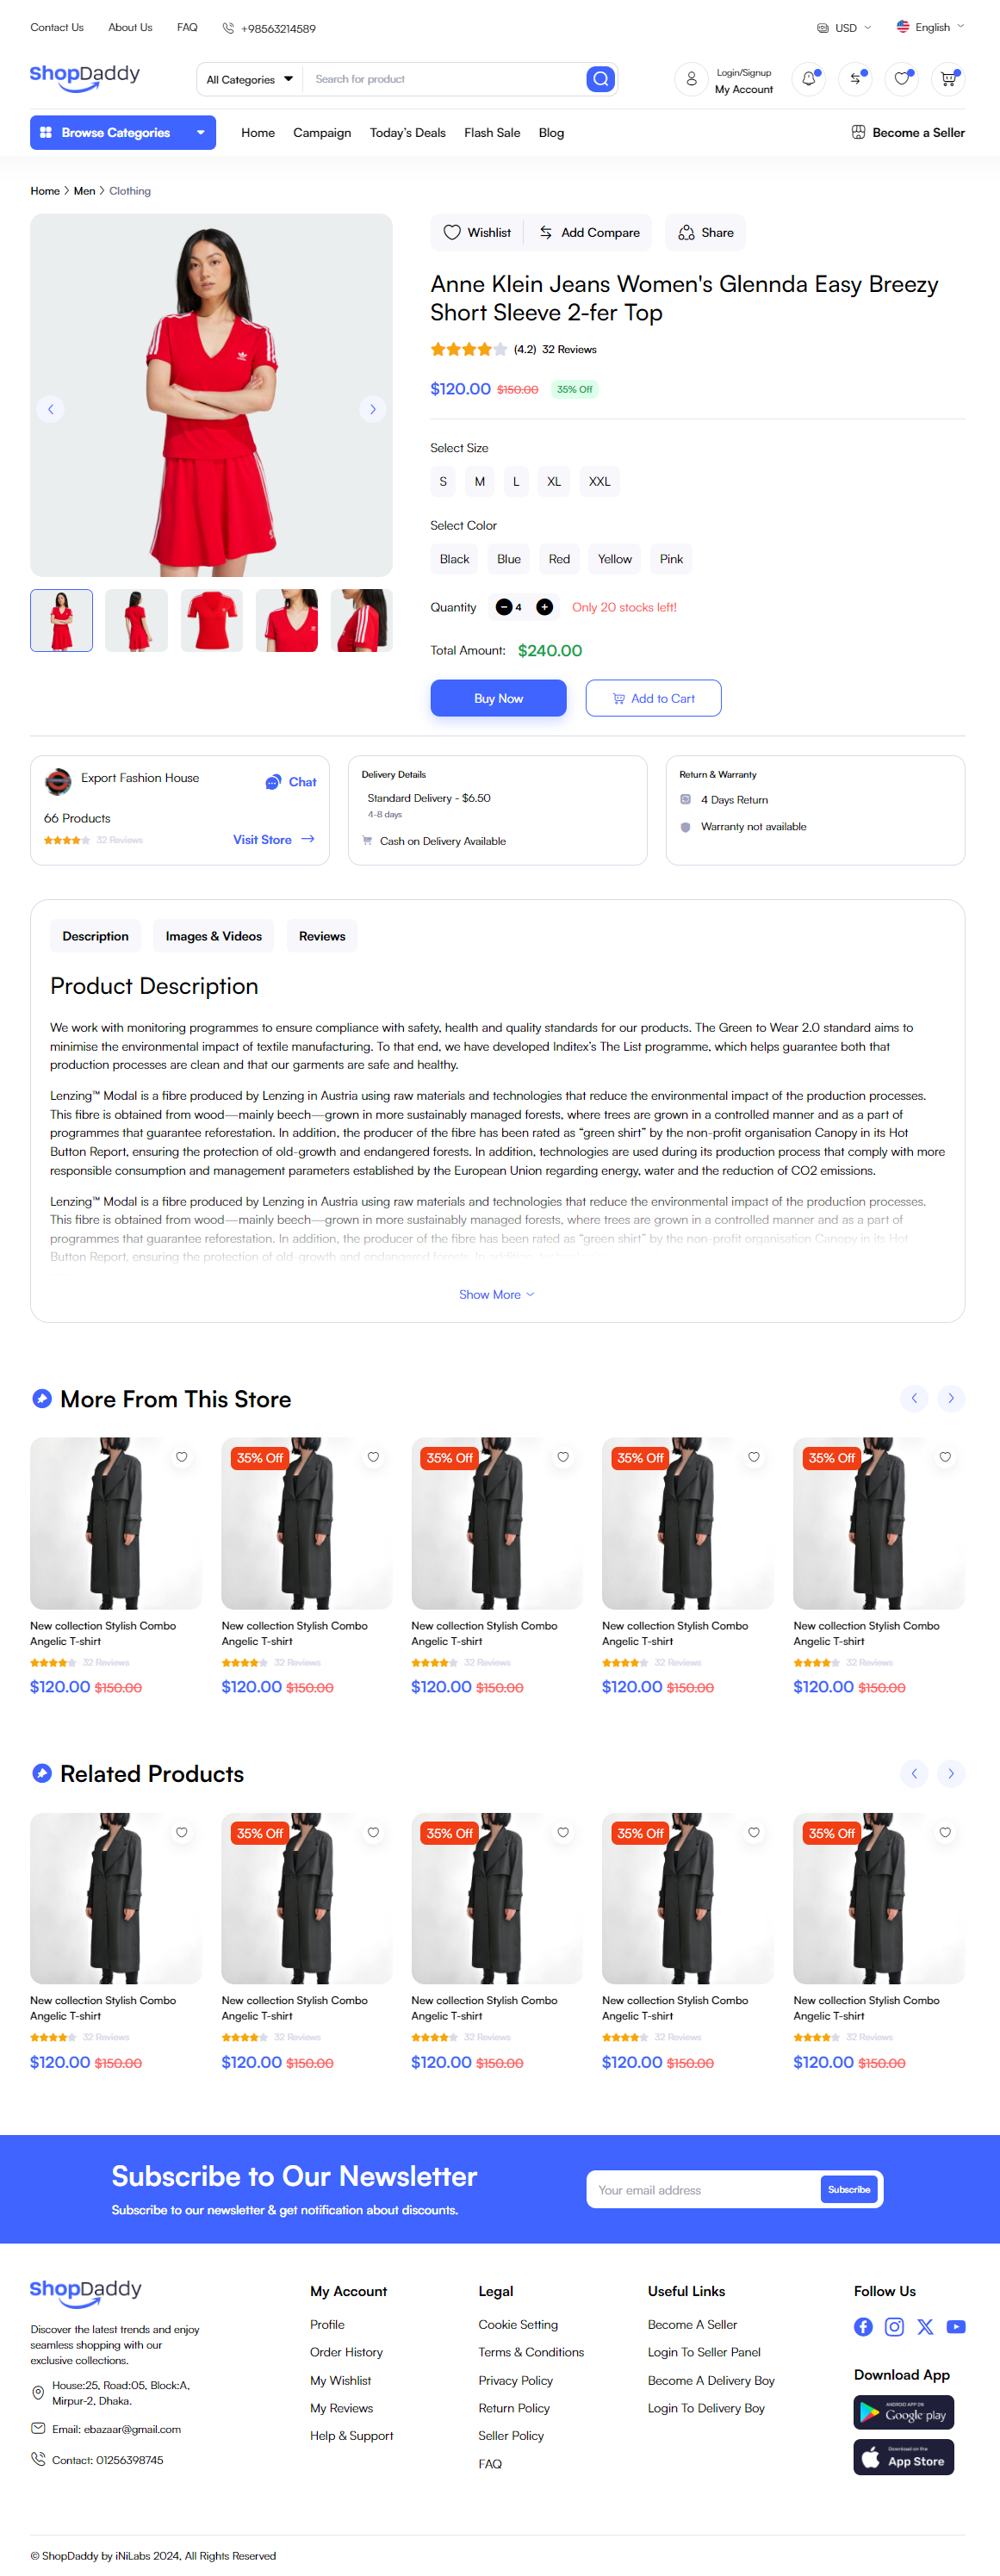 Contact Us About Us FAQ +98563214589 USD English
ShopDaddy All Categories Search for product Login/Signup
My Account
Browse Categories Home Campaign Today's Deals Flash Sale Blog Become a Seller
Home > Men > Clothing
Wishlist Add Compare Share
Anne Klein Jeans Women's Glennda Easy Breezy
Short Sleeve 2-fer Top
(4.2) 32 Reviews
$120.00 $150.00 35% Off
Select Size
S M L XL XXL
Select Color
Black Blue Red Yellow Pink
Quantity 4 Only 20 stocks left!
Total Amount: $240.00
Buy Now Add to Cart
Export Fashion House Chat
66 Products
32 Reviews Visit Store
Delivery Details
Standard Delivery - $6.50
4-8 days
Cash on Delivery Available
Return & Warranty
4 Days Return
Warranty not available
Description Images & Videos Reviews
Product Description
We work with monitoring programmes to ensure compliance with safety, health and quality standards for our products. The Green to Wear 2.0 standard aims to
minimise the environmental impact of textile manufacturing. To that end, we have developed Inditex's The List programme, which helps guarantee both that
production processes are clean and that our garments are safe and healthy.
Lenzing™ Modal is a fibre produced by Lenzing in Austria using raw materials and technologies that reduce the environmental impact of the production processes.
This fibre is obtained from wood—mainly beech—grown in more sustainably managed forests, where trees are grown in a controlled manner and as a part of
programmes that guarantee reforestation. In addition, the producer of the fibre has been rated as “green shirt” by the non-profit organisation Canopy in its Hot
Button Report, ensuring the protection of old-growth and endangered forests. In addition, technologies are used during its production process that comply with more
responsible consumption and management parameters established by the European Union regarding energy, water and the reduction of CO2 emissions.
Lenzing™ Modal is a fibre produced by Lenzing in Austria using raw materials and technologies that reduce the environmental impact of the production processes.
This fibre is obtained from wood—mainly beech—grown in more sustainably managed forests, where trees are grown in a controlled manner and as a part of
programmes that guarantee reforestation. In addition, the producer of the fibre has been rated as “green shirt” by the non-profit organisation Canopy in its Hot
Button Report, ensuring the protection of old-growth and endangered forests. In addition,
Show More
More From This Store
35% Off 35% Off 35% Off 35% Off
New collection Stylish Combo New collection Stylish Combo New collection Stylish Combo New collection Stylish Combo New collection Stylish Combo
Angelic T-shirt Angelic T-shirt Angelic T-shirt Angelic T-shirt Angelic T-shirt
32 Reviews 32 Reviews 32 Reviews 32 Reviews 32 Reviews
$120.00 $150.00 $120.00 $150.00 $120.00 $150.00 $120.00 $150.00 $120.00 $150.00
Related Products
35% Off 35% Off 35% Off 35% Off
New collection Stylish Combo New collection Stylish Combo New collection Stylish Combo New collection Stylish Combo New collection Stylish Combo
Angelic T-shirt Angelic T-shirt Angelic T-shirt Angelic T-shirt Angelic T-shirt
32 Reviews 32 Reviews 32 Reviews 32 Reviews 32 Reviews
$120.00 $150.00 $120.00 $150.00 $120.00 $150.00 $120.00 $150.00 $120.00 $150.00
Subscribe to Our Newsletter
Subscribe to our newsletter & get notification about discounts.
Your email address Subscribe
ShopDaddy
Discover the latest trends and enjoy
seamless shopping with our
exclusive collections.
House:25, Road:05, Block:A,
Mirpur-2, Dhaka.
Email: ebazaar@gmail.com
Contact: 01256398745
My Account
Profile
Order History
My Wishlist
My Reviews
Help & Support
Legal
Cookie Setting
Terms & Conditions
Privacy Policy
Return Policy
Seller Policy
FAQ
Useful Links
Become A Seller
Login To Seller Panel
Become A Delivery Boy
Login To Delivery Boy
Follow Us
Download App
ANDROID APP ON
Google play
Download on the
App Store
© ShopDaddy by iNiLabs 2024, All Rights Reserved